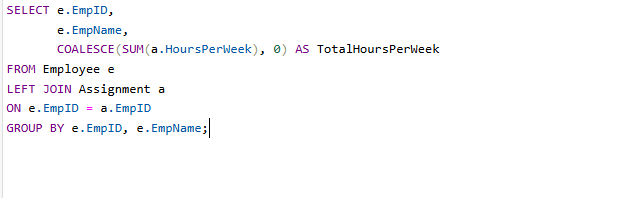 SELECT e.EmpID,
       e.EmpName,
       COALESCE(SUM(a.HoursPerWeek), 0) AS TotalHoursPerWeek
FROM Employee e
LEFT JOIN Assignment a
ON e.EmpID = a.EmpID
GROUP BY e.EmpID, e.EmpName;